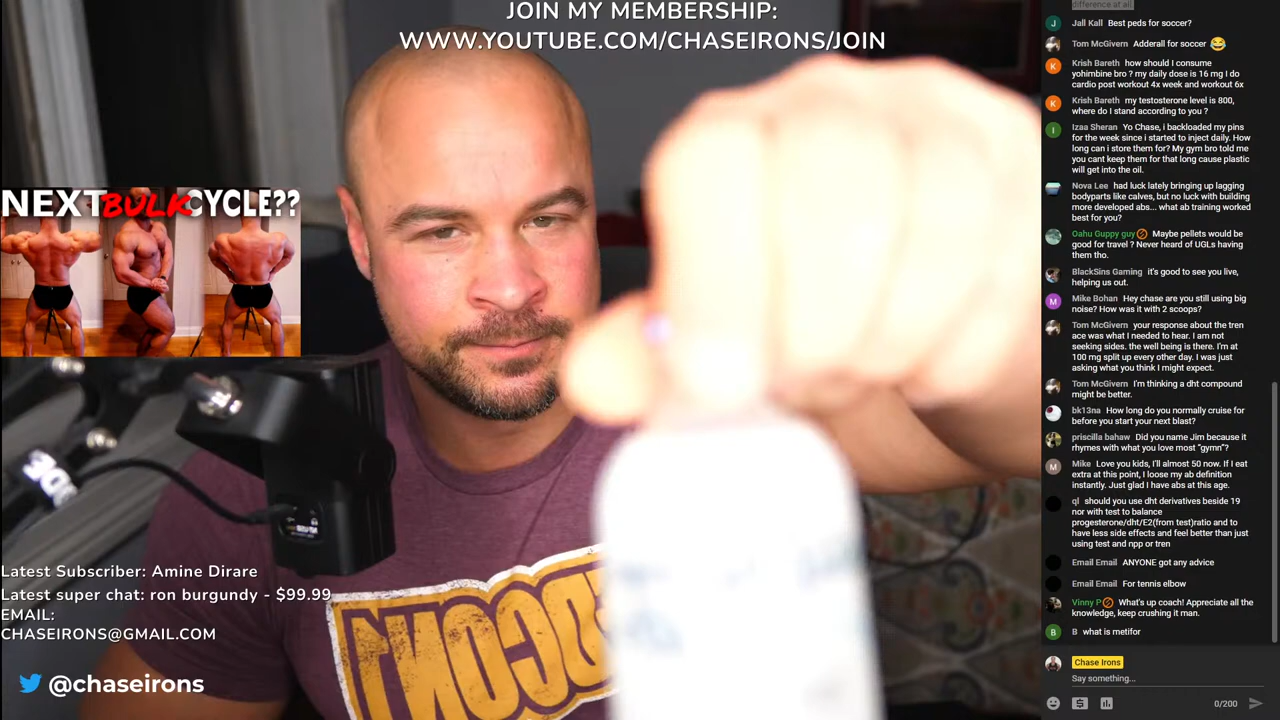 JOIN MY MEMBERSHIP:
WWW.YOUTUBE.COM/CHASEIRONS/JOIN
NEXT BULK CYCLE??
Latest Subscriber: Amine Dirare
Latest super chat: ron burgundy - $99.99
EMAIL:
CHASEIRONS@GMAIL.COM
@chaseirons
difference at all
J Jall Kall Best peds for soccer?
Tom McGivern Adderall for soccer 😂
K Krish Bareth how should I consume
yohimbine bro ? my daily dose is 16 mg I do
cardio post workout 4x week and workout 6x
K Krish Bareth my testosterone level is 800,
where do I stand according to you ?
I Izaa Sheran Yo Chase, i backloaded my pins
for the week since i started to inject daily. How
long can i store them for? My gym bro told me
you cant keep them for that long cause plastic
will get into the oil.
Nova Lee had luck lately bringing up lagging
bodyparts like calves, but no luck with building
more developed abs... what ab training worked
best for you?
Oahu Guppy guy Maybe pellets would be
good for travel ? Never heard of UGLs having
them tho.
BlackSins Gaming it's good to see you live,
helping us out.
M Mike Bohan Hey chase are you still using big
noise? How was it with 2 scoops?
Tom McGivern your response about the tren
ace was what I needed to hear. I am not
seeking sides. the well being is there. I'm at
100 mg split up every other day. I was just
asking what you think I might expect.
Tom McGivern I'm thinking a dht compound
might be better.
bk13na How long do you normally cruise for
before you start your next blast?
priscilla bahaw Did you name Jim because it
rhymes with what you love most “gymn”?
M Mike Love you kids, I'll almost 50 now. If I eat
extra at this point, I loose my ab definition
instantly. Just glad I have abs at this age.
ql should you use dht derivatives beside 19
nor with test to balance
progesterone/dht/E2(from test)ratio and to
have less side effects and feel better than just
using test and npp or tren
Email Email ANYONE got any advice
Email Email For tennis elbow
Vinny P What's up coach! Appreciate all the
knowledge, keep crushing it man.
B B what is metifor
Chase Irons
Say something...
0/200